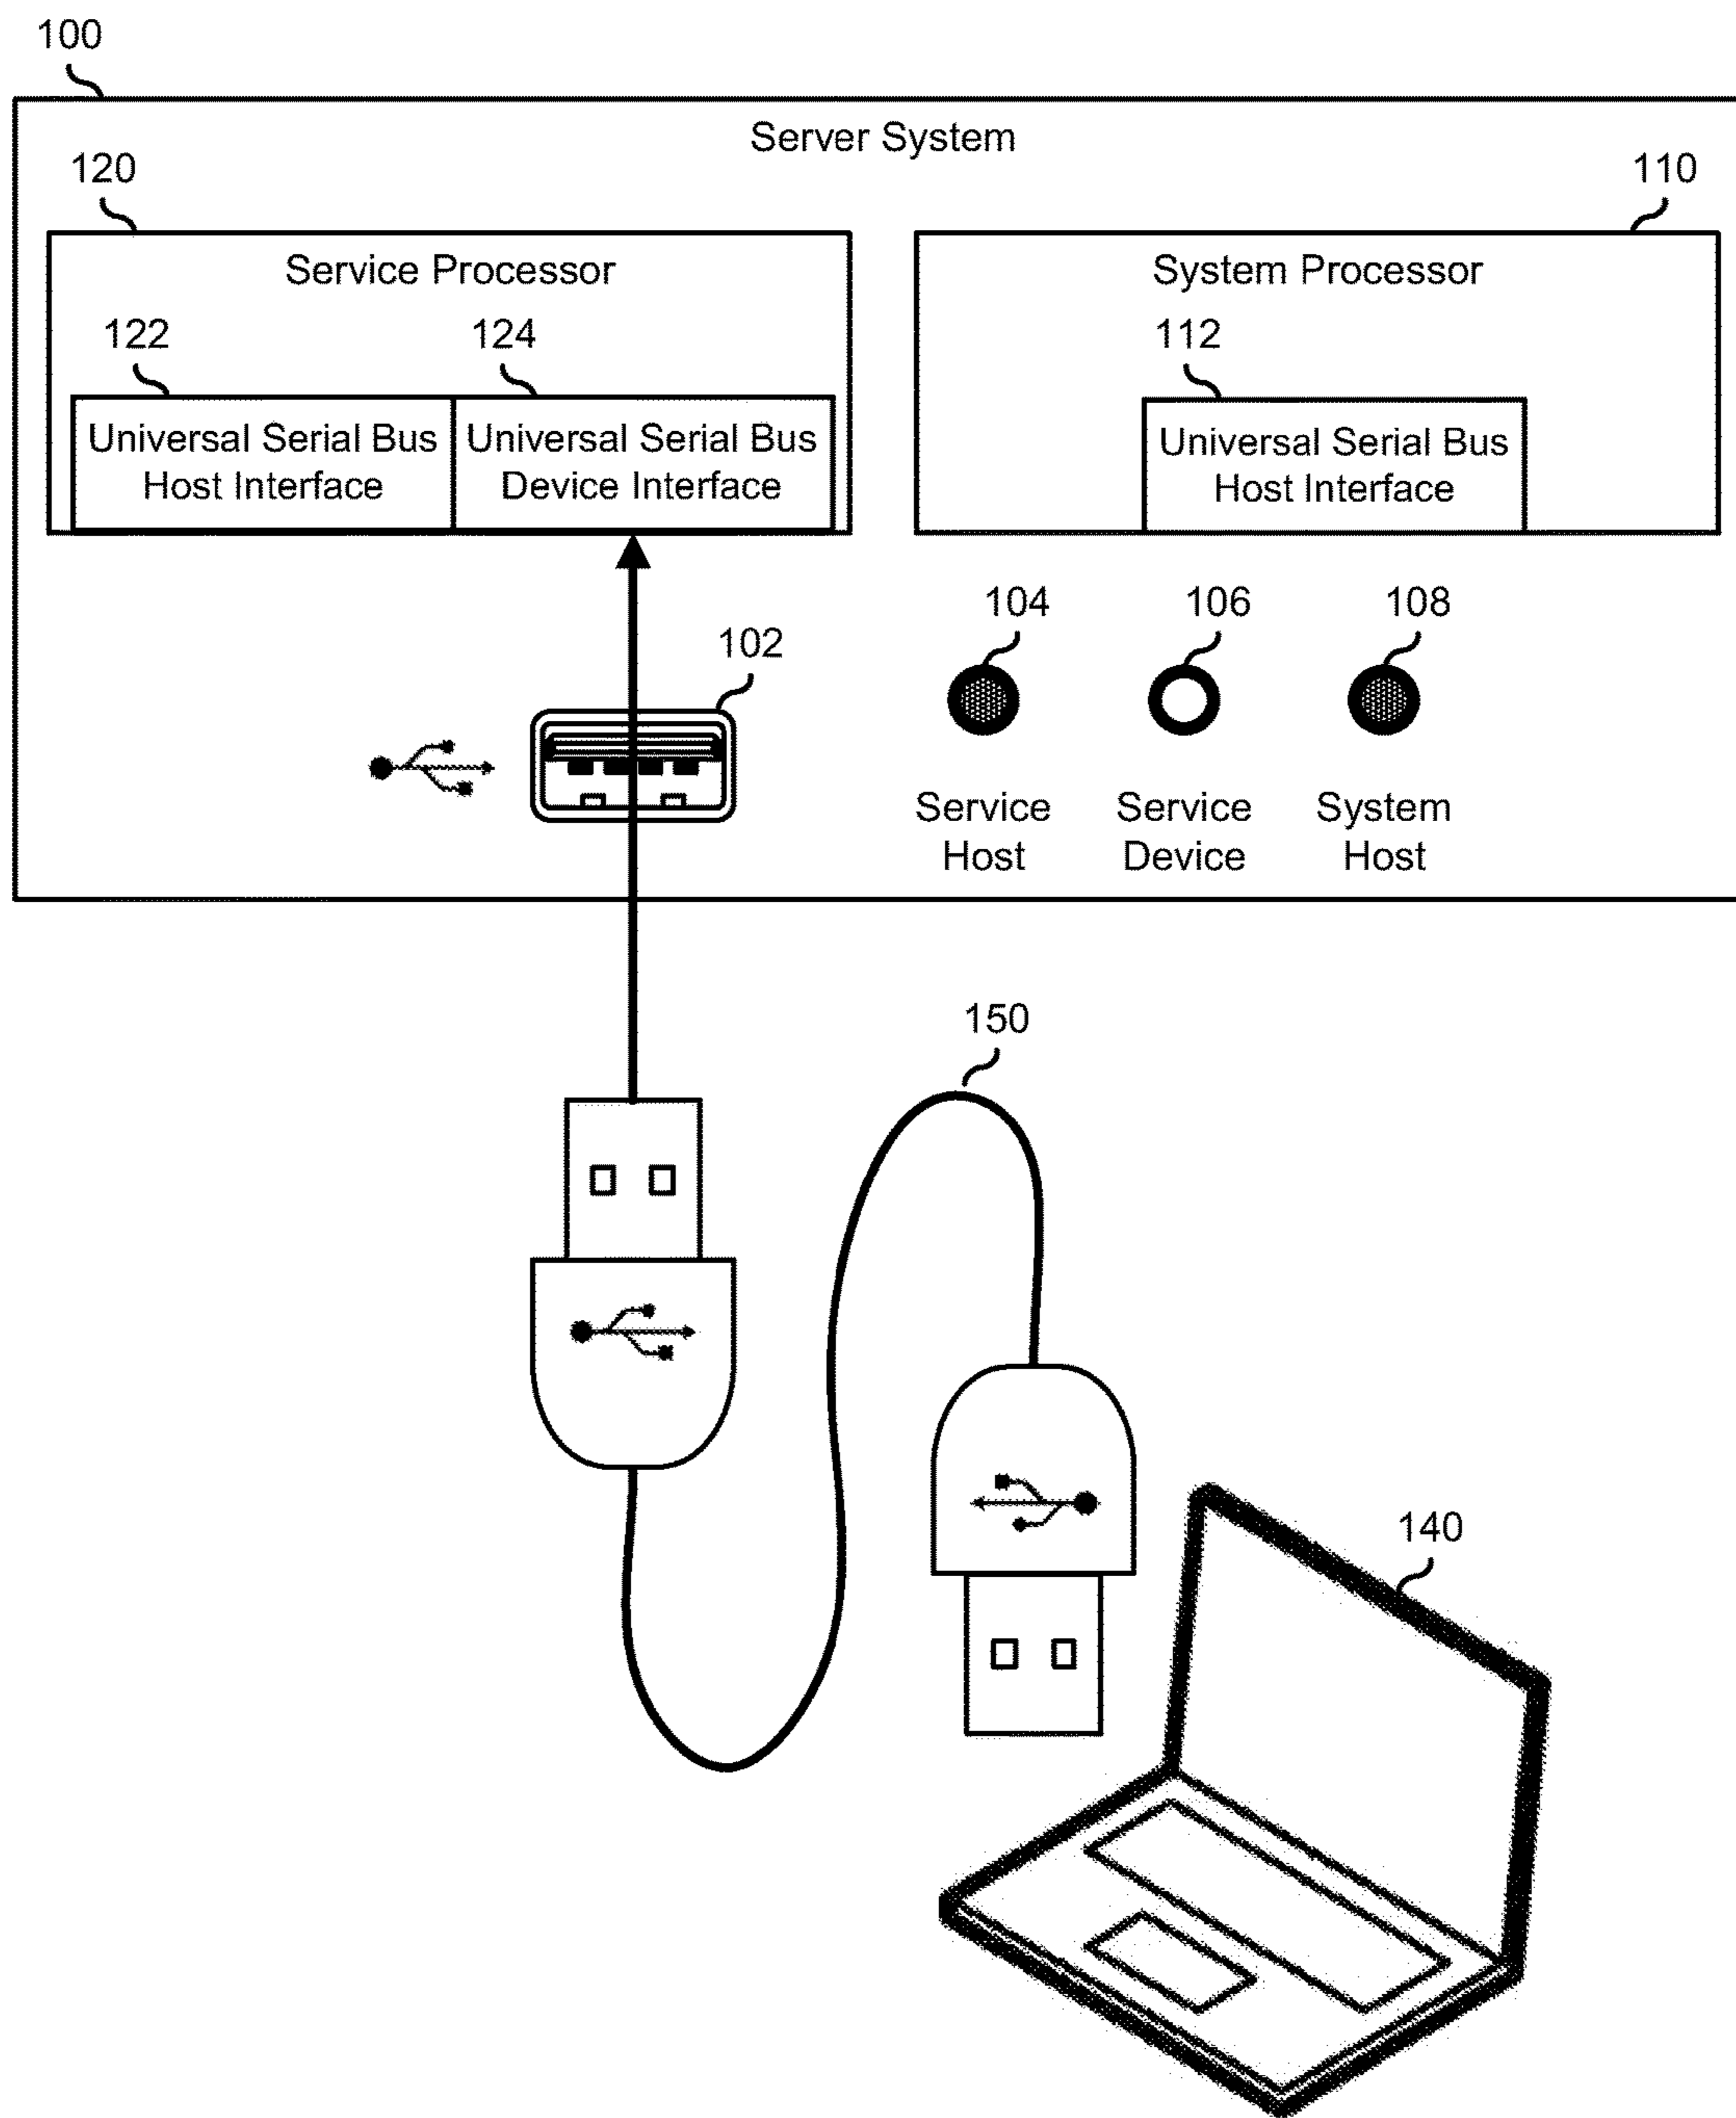 100
Server System
120
110
Service Processor
System Processor
122
124
112
Universal Serial Bus
Host Interface
Universal Serial Bus
Device Interface
Universal Serial Bus
Host Interface
104
106
108
102
Service
Host
Service
Device
System
Host
150
140